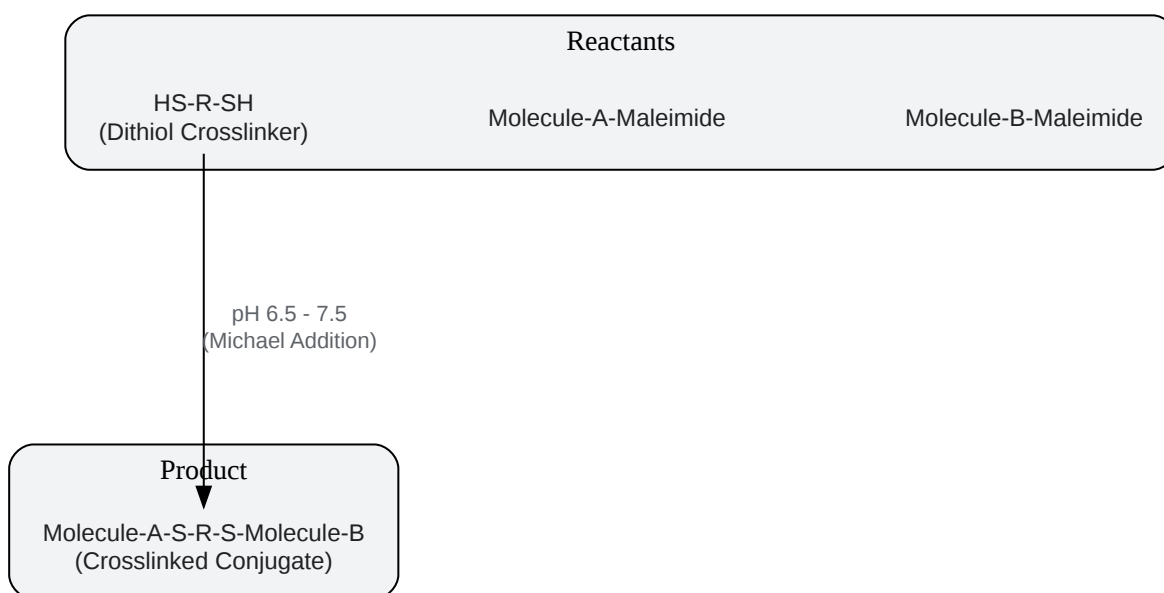 Reactants
HS-R-SH
(Dithiol Crosslinker)
Molecule-A-Maleimide
Molecule-B-Maleimide
pH 6.5 - 7.5
(Michael Addition)
Product
Molecule-A-S-R-S-Molecule-B
(Crosslinked Conjugate)